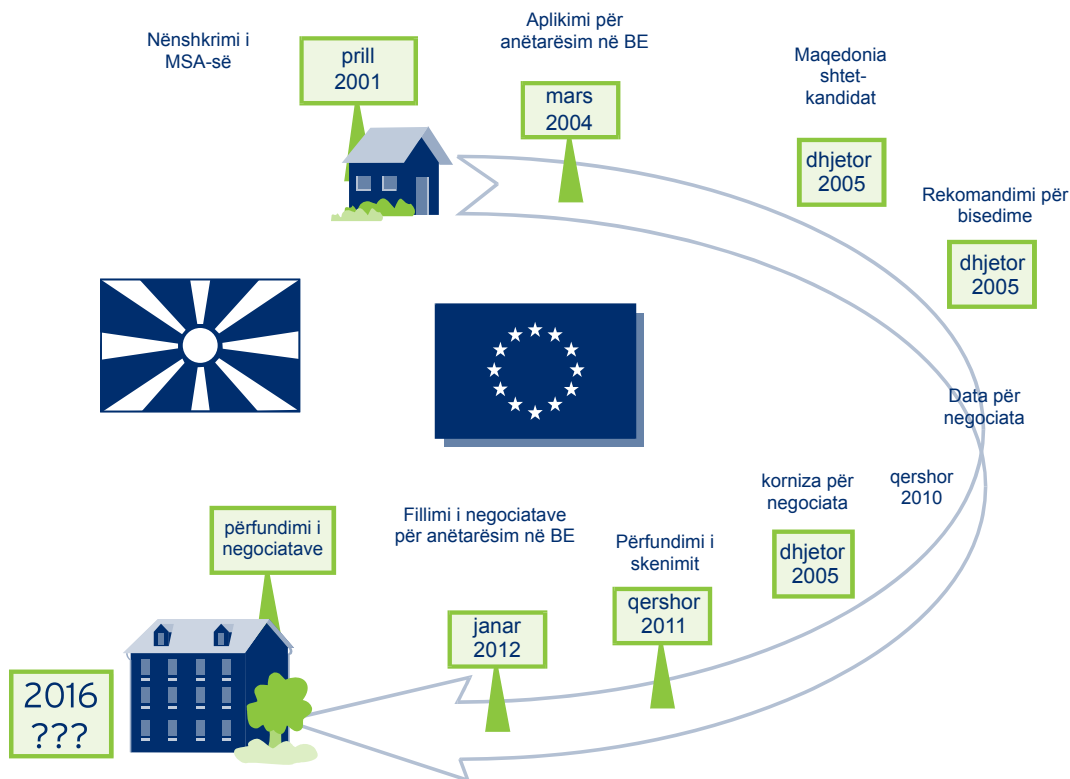 Nënshkrimi i
MSA-së
prill
2001
Aplikimi për
anëtarësim në BE
mars
2004
Maqedonia
shtet-
kandidat
dhjetor
2005
Rekomandimi për
bisedime
dhjetor
2005
Data për
negociata
qershor
2010
korniza për
negociata
dhjetor
2005
Përfundimi i
skenimit
qershor
2011
Fillimi i negociatave
për anëtarësim në BE
janar
2012
përfundimi i
negociatave
2016
???